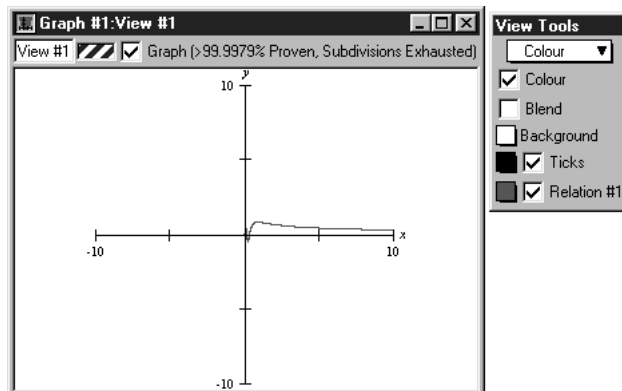 Graph #1:View #1
View #1 Graph (>99.9979% Proven, Subdivisions Exhausted)
y
10
-10
x
10
-10
View Tools
Colour
Colour
Blend
Background
Ticks
Relation #1